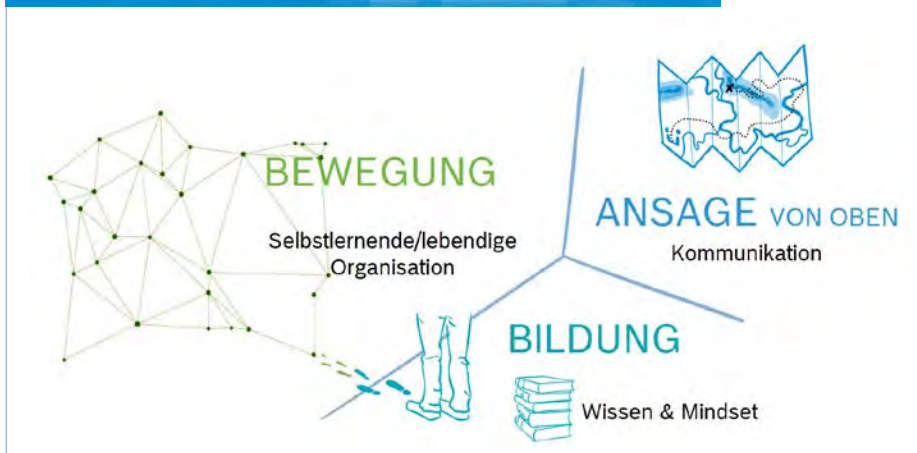 BEWEGUNG
Selbstlernende/lebendige
Organisation
ANSAGE VON OBEN
Kommunikation
BILDUNG
Wissen & Mindset